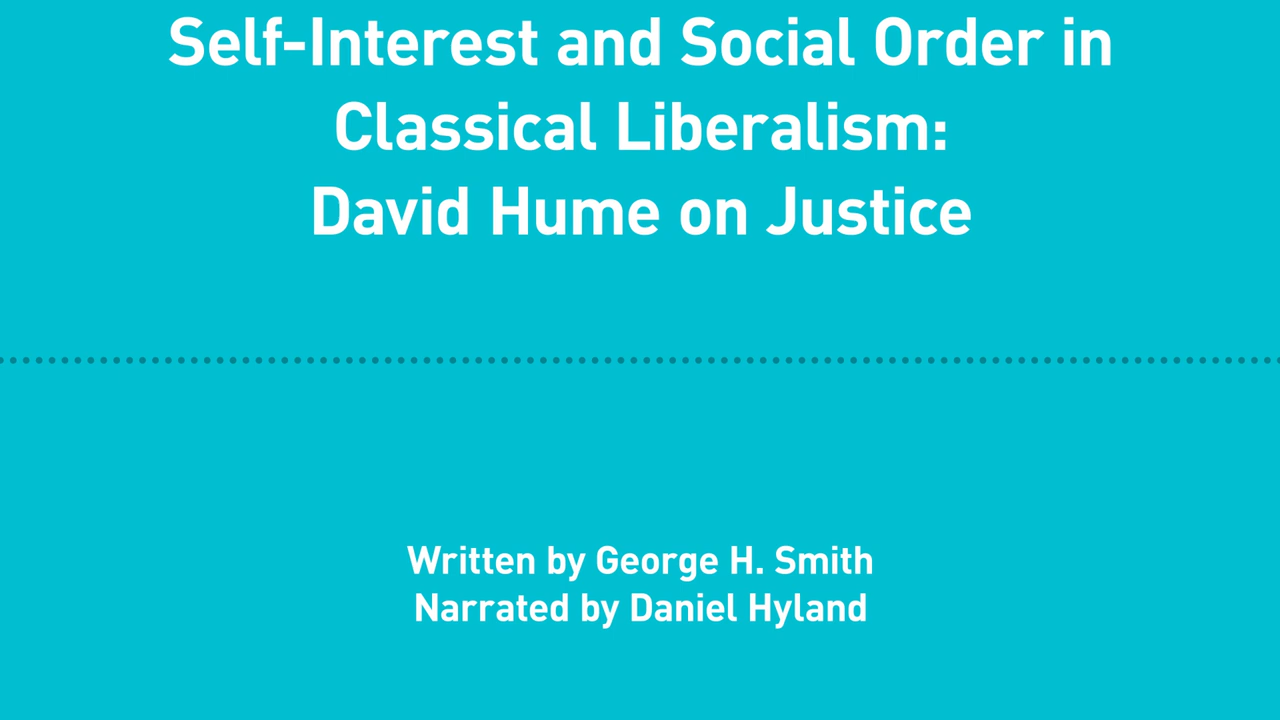 Self-Interest and Social Order in
Classical Liberalism:
David Hume on Justice
Written by George H. Smith
Narrated by Daniel Hyland